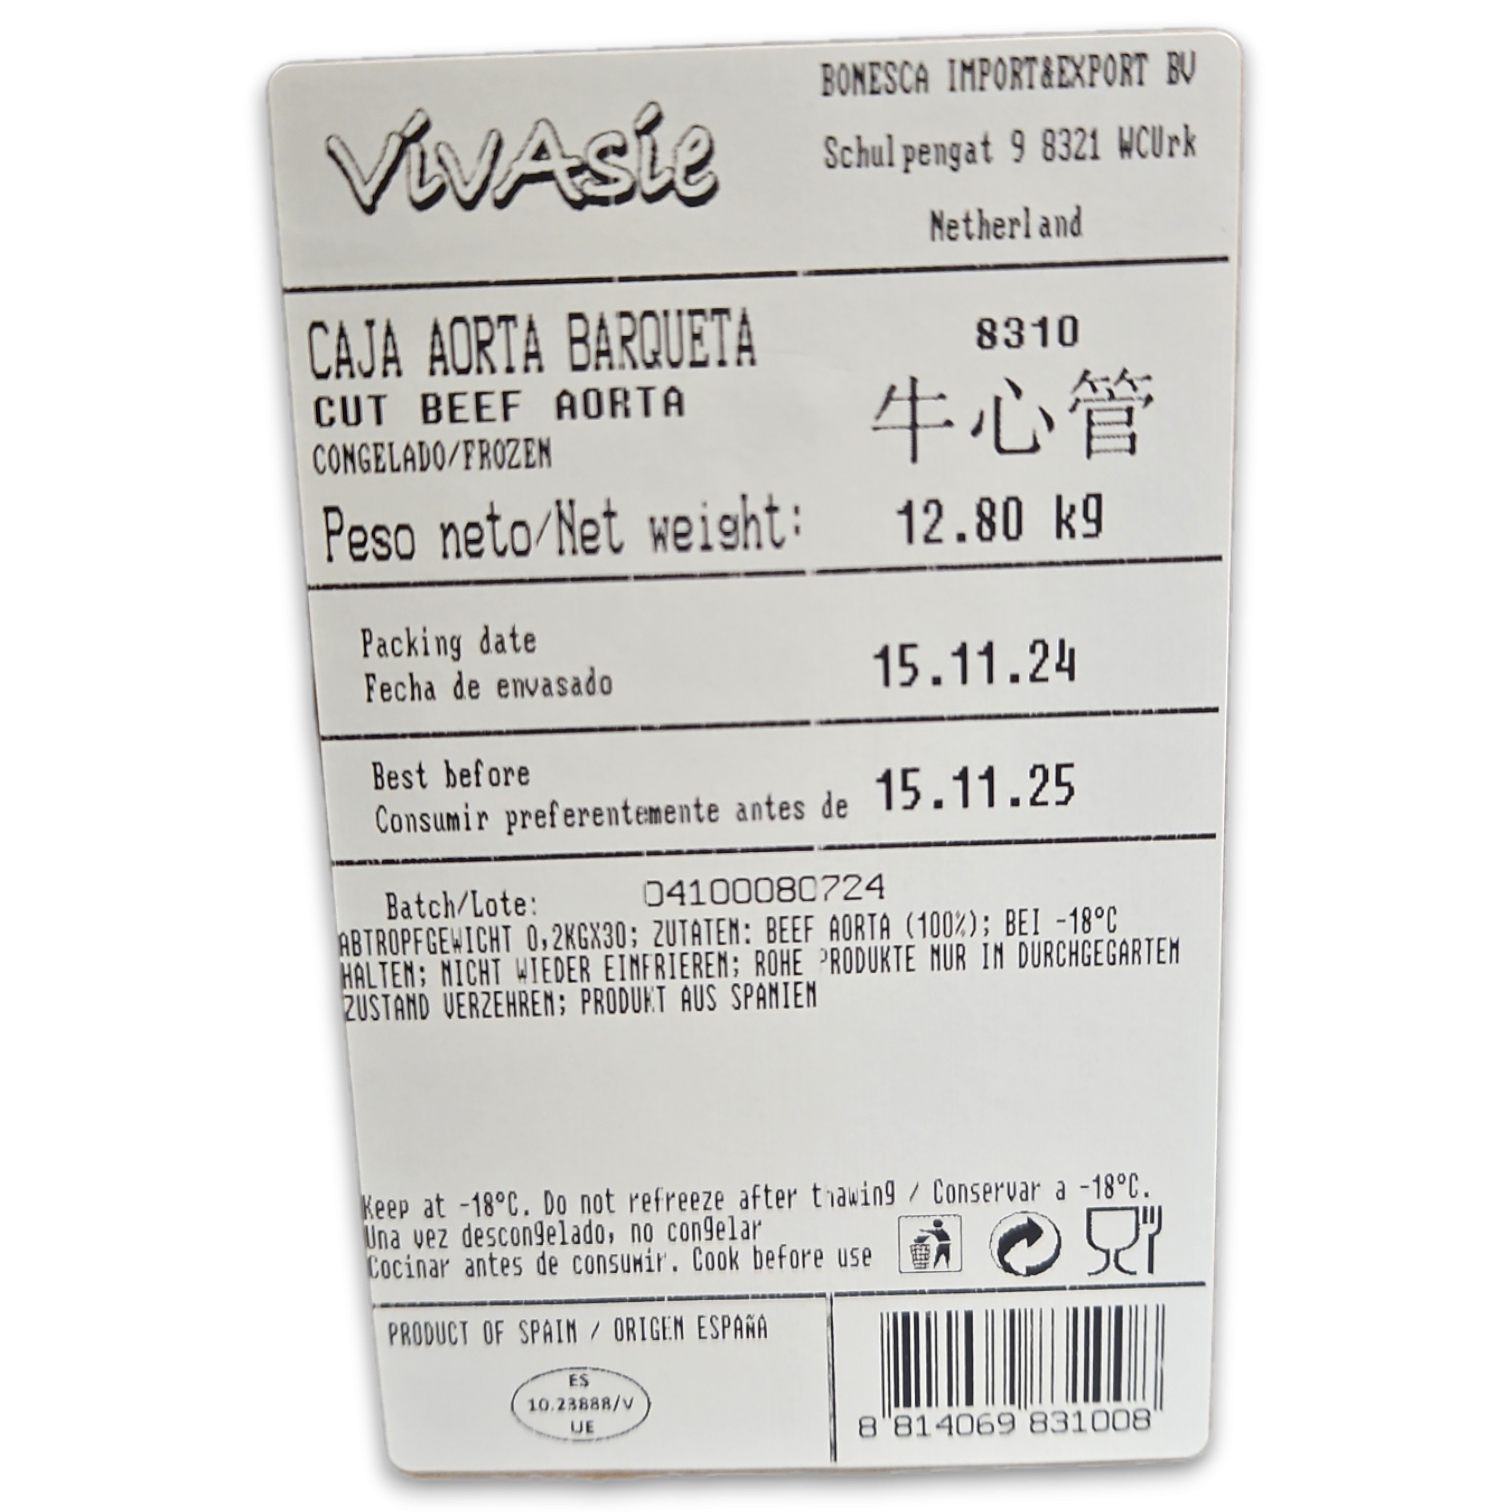 VivAsie
BONESCA IMPORT&EXPORT BV
Schulpengat 9 8321 WCUrk
Netherland
CAJA AORTA BARQUETA
CUT BEEF AORTA
CONGELADO/FROZEN
8310
牛心管
Peso neto/Net weight: 12.80 kg
Packing date
Fecha de envasado
15.11.24
Best before
Consumir preferentemente antes de 15.11.25
Batch/Lote: 04100080724
ABTROPFGEWICHT 0,2KGX30; ZUTATEN: BEEF AORTA (100%); BEI -18°C
HALTEN; NICHT WIEDER EINFRIEREN; ROHE PRODUKTE NUR IN DURCHGEGARTEM
ZUSTAND VERZEHREN; PRODUKT AUS SPANIEN
Keep at -18°C. Do not refreeze after thawing / Conservar a -18°C.
Una vez descongelado, no congelar
Cocinar antes de consumir. Cook before use
PRODUCT OF SPAIN / ORIGEN ESPAÑA
ES
10.23888/V
UE
8 814069 831008